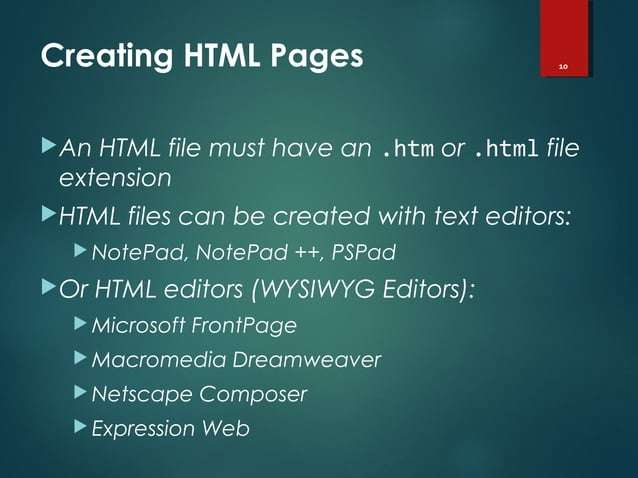 Creating HTML Pages
10
An HTML file must have an .htm or .html file
extension
HTML files can be created with text editors:
NotePad, NotePad ++, PSPad
Or HTML editors (WYSIWYG Editors):
Microsoft FrontPage
Macromedia Dreamweaver
Netscape Composer
Expression Web